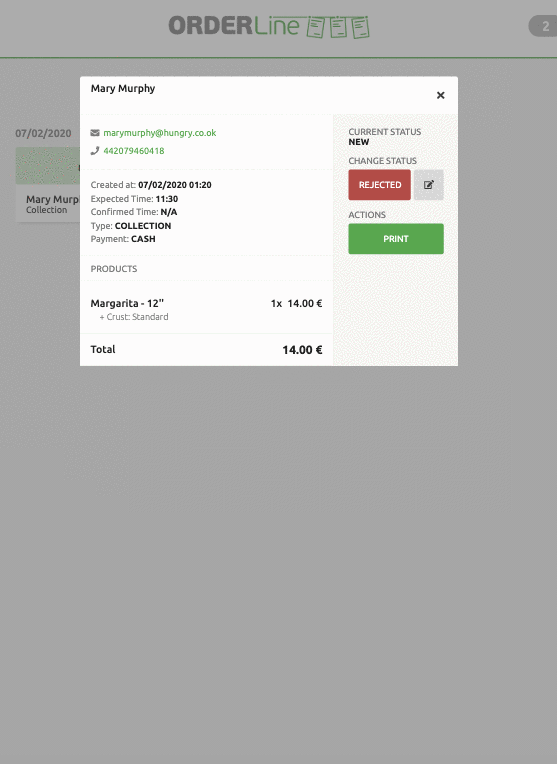 ORDERLine
2
Mary Murphy
07/02/2020
marymurphy@hungry.co.ok
442079460418
Mary Murp
Collection
Created at: 07/02/2020 01:20
Expected Time: 11:30
Confirmed Time: N/A
Type: COLLECTION
Payment: CASH
PRODUCTS
Margarita - 12" 1x 14.00 €
+ Crust: Standard
Total 14.00 €
CURRENT STATUS
NEW
CHANGE STATUS
REJECTED
ACTIONS
PRINT